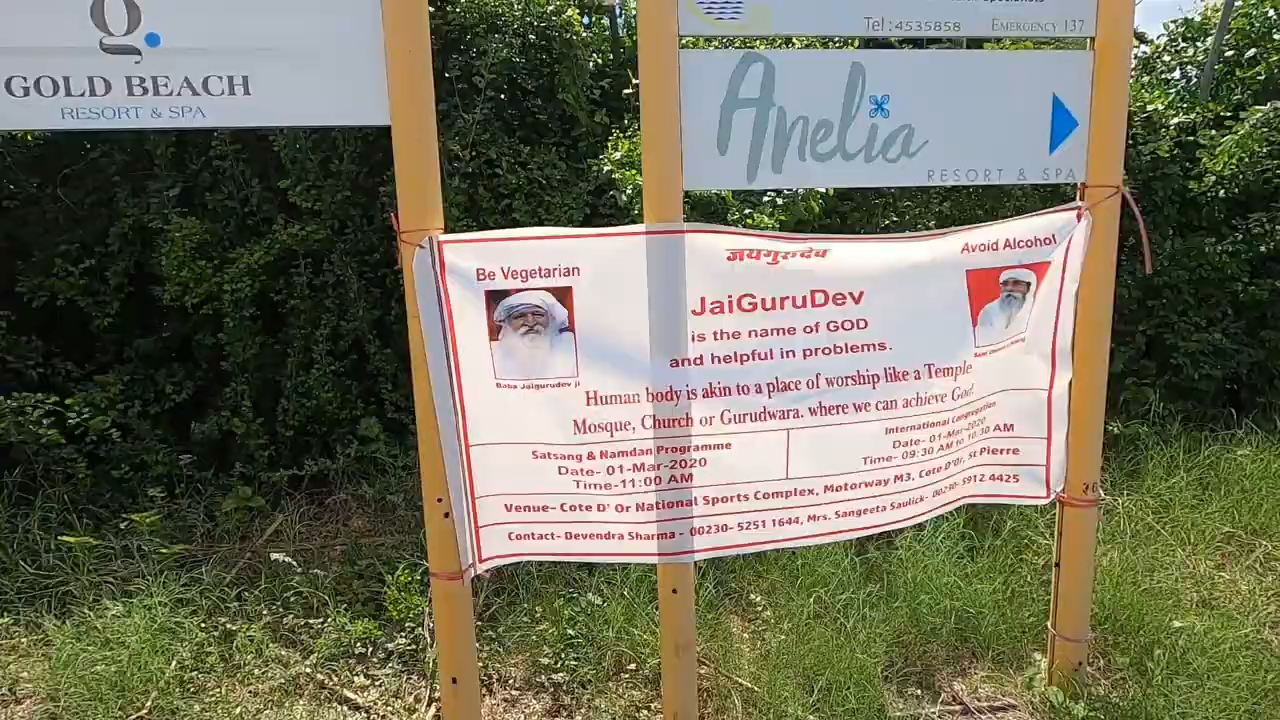 g
GOLD BEACH
RESORT & SPA
Tel:4535858 EMERGENCY 137
Anelia
RESORT & SPA
जयगुरुदेव
Be Vegetarian
Avoid Alcohol
JaiGuruDev
is the name of GOD
and helpful in problems.
Baba Jaigurudev ji
Human body is akin to a place of worship like a Temple
Mosque, Church or Gurudwara. where we can achieve God!
Satsang & Namdan Programme
Date- 01-Mar-2020
Time-11:00 AM
International Congregation
Date- 01-Mar-2020
Time- 09:30 AM to 10:30 AM
Venue- Cote D' Or National Sports Complex, Motorway M3, Cote D'Or, St Pierre
Contact- Devendra Sharma - 00230- 5251 1644, Mrs. Sangeeta Saulick- 00230- 5912 4425